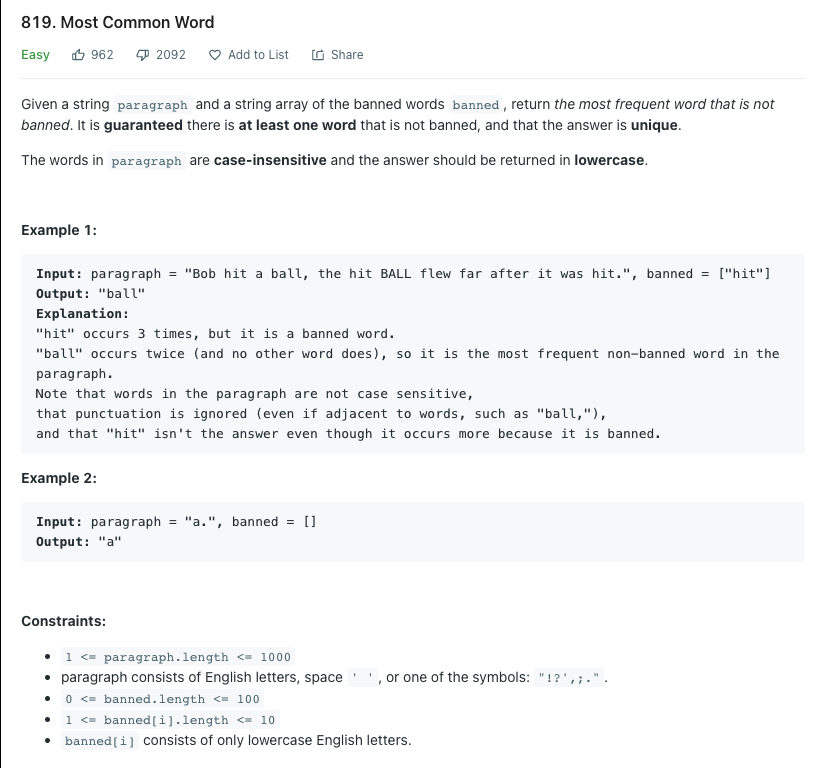 819. Most Common Word
Easy 962 2092 Add to List Share
Given a string paragraph and a string array of the banned words banned, return the most frequent word that is not
banned. It is guaranteed there is at least one word that is not banned, and that the answer is unique.
The words in paragraph are case-insensitive and the answer should be returned in lowercase.
Example 1:
Input: paragraph = "Bob hit a ball, the hit BALL flew far after it was hit.", banned = ["hit"]
Output: "ball"
Explanation:
"hit" occurs 3 times, but it is a banned word.
"ball" occurs twice (and no other word does), so it is the most frequent non-banned word in the
paragraph.
Note that words in the paragraph are not case sensitive,
that punctuation is ignored (even if adjacent to words, such as "ball,"),
and that "hit" isn't the answer even though it occurs more because it is banned.
Example 2:
Input: paragraph = "a.", banned = []
Output: "a"
Constraints:
• 1 <= paragraph.length <= 1000
• paragraph consists of English letters, space ' ', or one of the symbols: "!?',;.".
• 0 <= banned.length <= 100
• 1 <= banned[i].length <= 10
• banned[i] consists of only lowercase English letters.